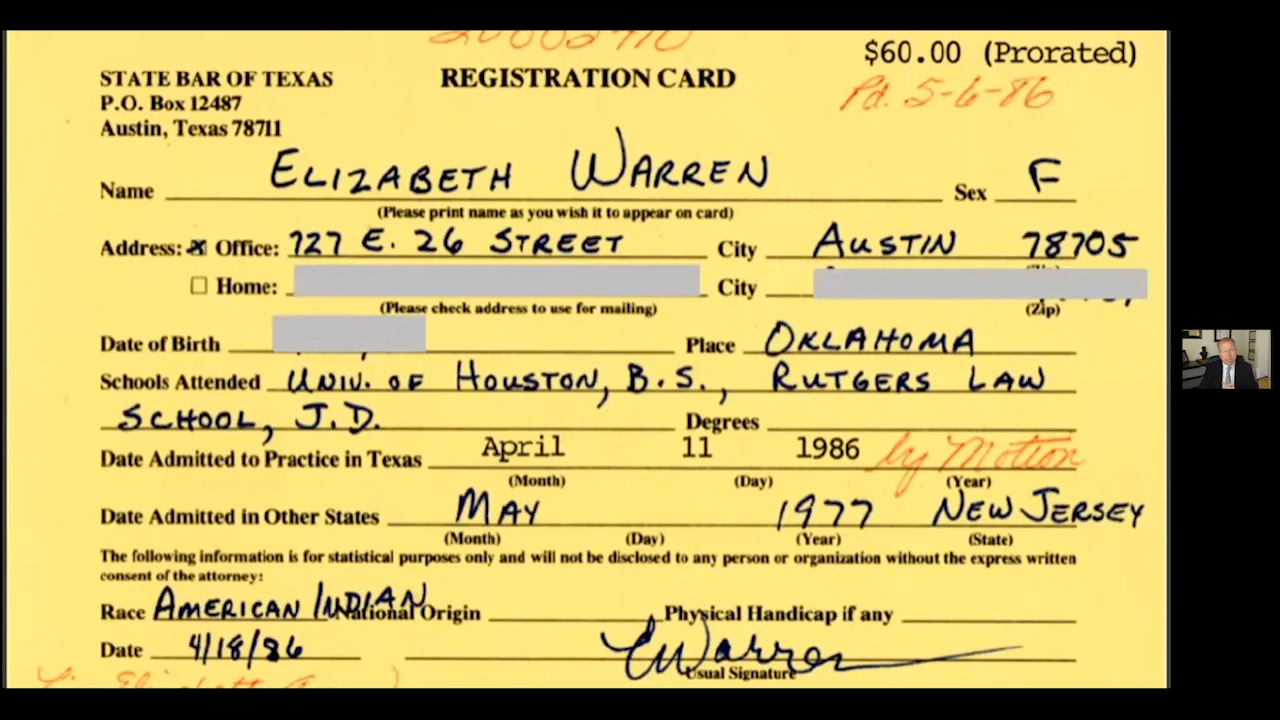 $60.00 (Prorated)
STATE BAR OF TEXAS REGISTRATION CARD
P.O. Box 12487 Pd. 5-6-86
Austin, Texas 78711
Name ELIZABETH WARREN Sex F
(Please print name as you wish it to appear on card)
Address: Office: 727 E. 26 STREET City AUSTIN 78705
Home: City
(Please check address to use for mailing) (Zip)
Date of Birth Place OKLAHOMA
Schools Attended UNIV. OF HOUSTON, B.S., RUTGERS LAW
SCHOOL, J.D. Degrees
Date Admitted to Practice in Texas April 11 1986 by Motion
(Month) (Day) (Year)
Date Admitted in Other States MAY 1977 NEW JERSEY
(Month) (Day) (Year) (State)
The following information is for statistical purposes only and will not be disclosed to any person or organization without the express written
consent of the attorney:
Race AMERICAN INDIAN National Origin Physical Handicap if any
Date 4/18/86 EWarren
Usual Signature